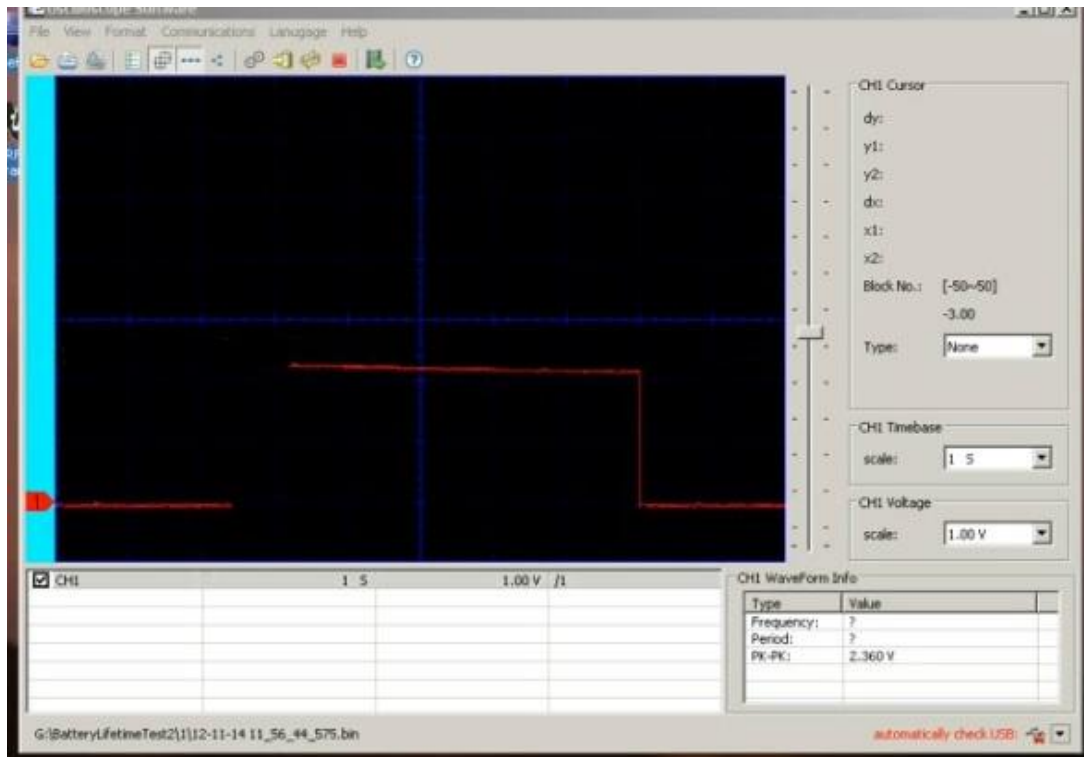 Oscilloscope Software
File View Format Communications Lanugage Help
CH1 Cursor
dy:
y1:
y2:
dx:
x1:
x2:
Block No.: [-50~50]
-3.00
Type: None
CH1 Timebase
scale: 1 S
CH1 Voltage
scale: 1.00 V
1
CH1 1 S 1.00 V /1
CH1 WaveForm Info
Type Value
Frequency: ?
Period: ?
PK-PK: 2.360 V
G:\BatteryLifetimeTest2\1\12-11-14 11_56_44_575.bin
automatically check USB: